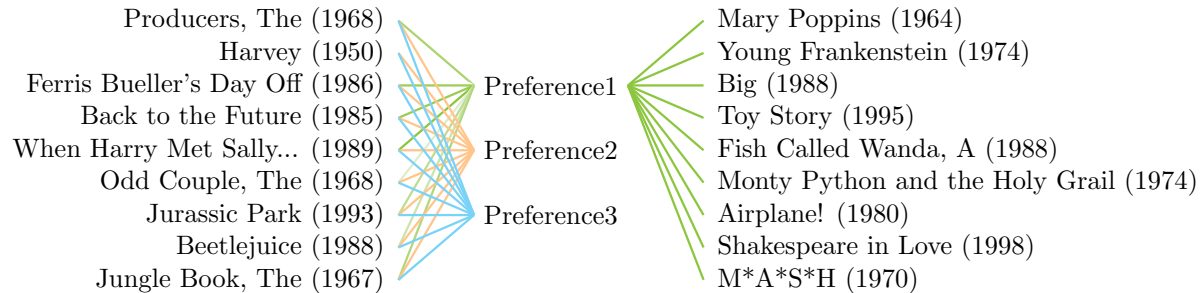 Producers, The (1968)
Harvey (1950)
Ferris Bueller's Day Off (1986)
Back to the Future (1985)
When Harry Met Sally... (1989)
Odd Couple, The (1968)
Jurassic Park (1993)
Beetlejuice (1988)
Jungle Book, The (1967)
Preference1
Preference2
Preference3
Mary Poppins (1964)
Young Frankenstein (1974)
Big (1988)
Toy Story (1995)
Fish Called Wanda, A (1988)
Monty Python and the Holy Grail (1974)
Airplane! (1980)
Shakespeare in Love (1998)
M*A*S*H (1970)